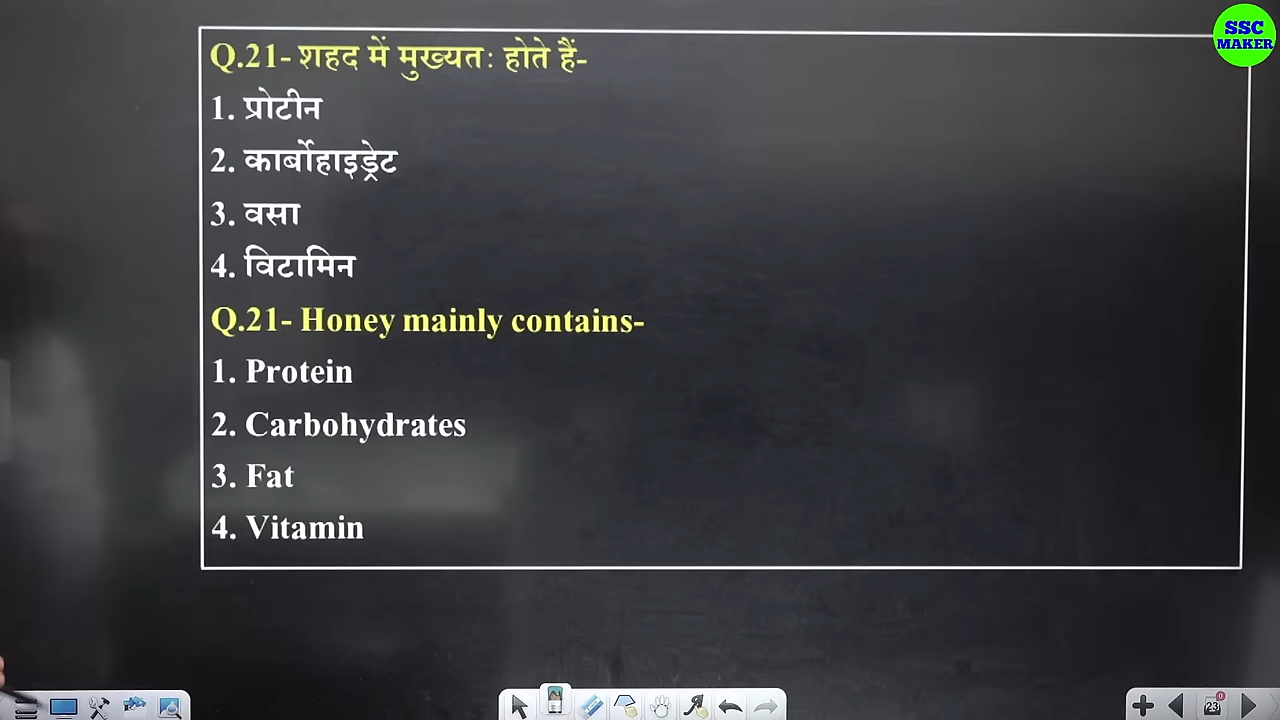 SSC
MAKER
Q.21- शहद में मुख्यत: होते हैं-
1. प्रोटीन
2. कार्बोहाइड्रेट
3. वसा
4. विटामिन
Q.21- Honey mainly contains-
1. Protein
2. Carbohydrates
3. Fat
4. Vitamin
23